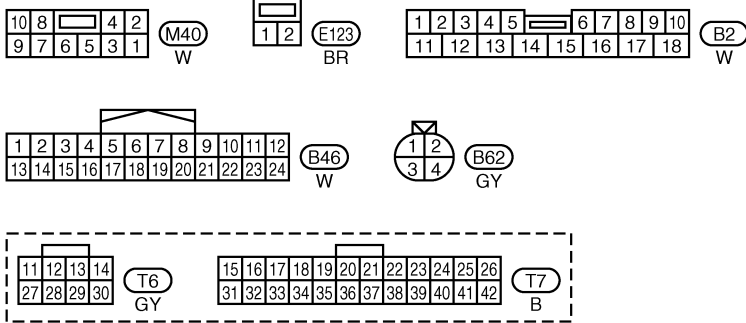 10 8 4 2
9 7 6 5 3 1
M40
W
1 2
E123
BR
1 2 3 4 5 6 7 8 9 10
11 12 13 14 15 16 17 18
B2
W
1 2 3 4 5 6 7 8 9 10 11 12
13 14 15 16 17 18 19 20 21 22 23 24
B46
W
1 2
3 4
B62
GY
11 12 13 14
27 28 29 30
T6
GY
15 16 17 18 19 20 21 22 23 24 25 26
31 32 33 34 35 36 37 38 39 40 41 42
T7
B